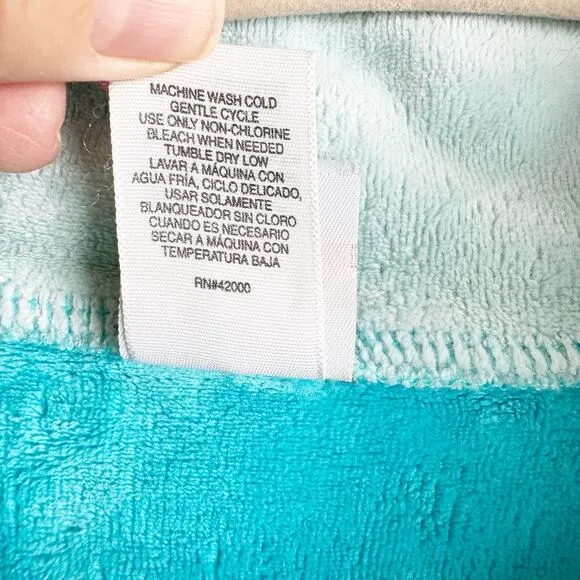 MACHINE WASH COLD
GENTLE CYCLE
USE ONLY NON-CHLORINE
BLEACH WHEN NEEDED
TUMBLE DRY LOW
LAVAR A MÁQUINA CON
AGUA FRÍA, CICLO DELICADO,
USAR SOLAMENTE
BLANQUEADOR SIN CLORO
CUANDO ES NECESARIO
SECAR A MÁQUINA CON
TEMPERATURA BAJA
RN#42000